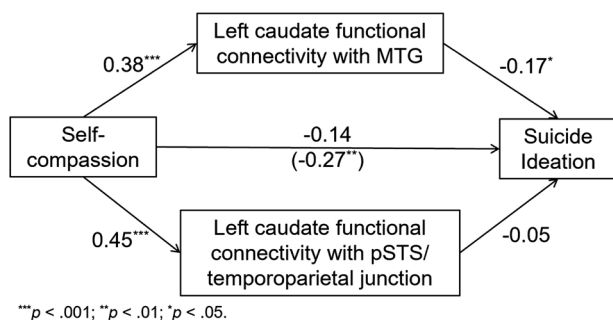 Left caudate functional
connectivity with MTG
0.38***
-0.17*
Self-
compassion
-0.14
(-0.27**)
Suicide
Ideation
0.45***
Left caudate functional
connectivity with pSTS/
temporoparietal junction
-0.05
***p < .001; **p < .01; *p < .05.